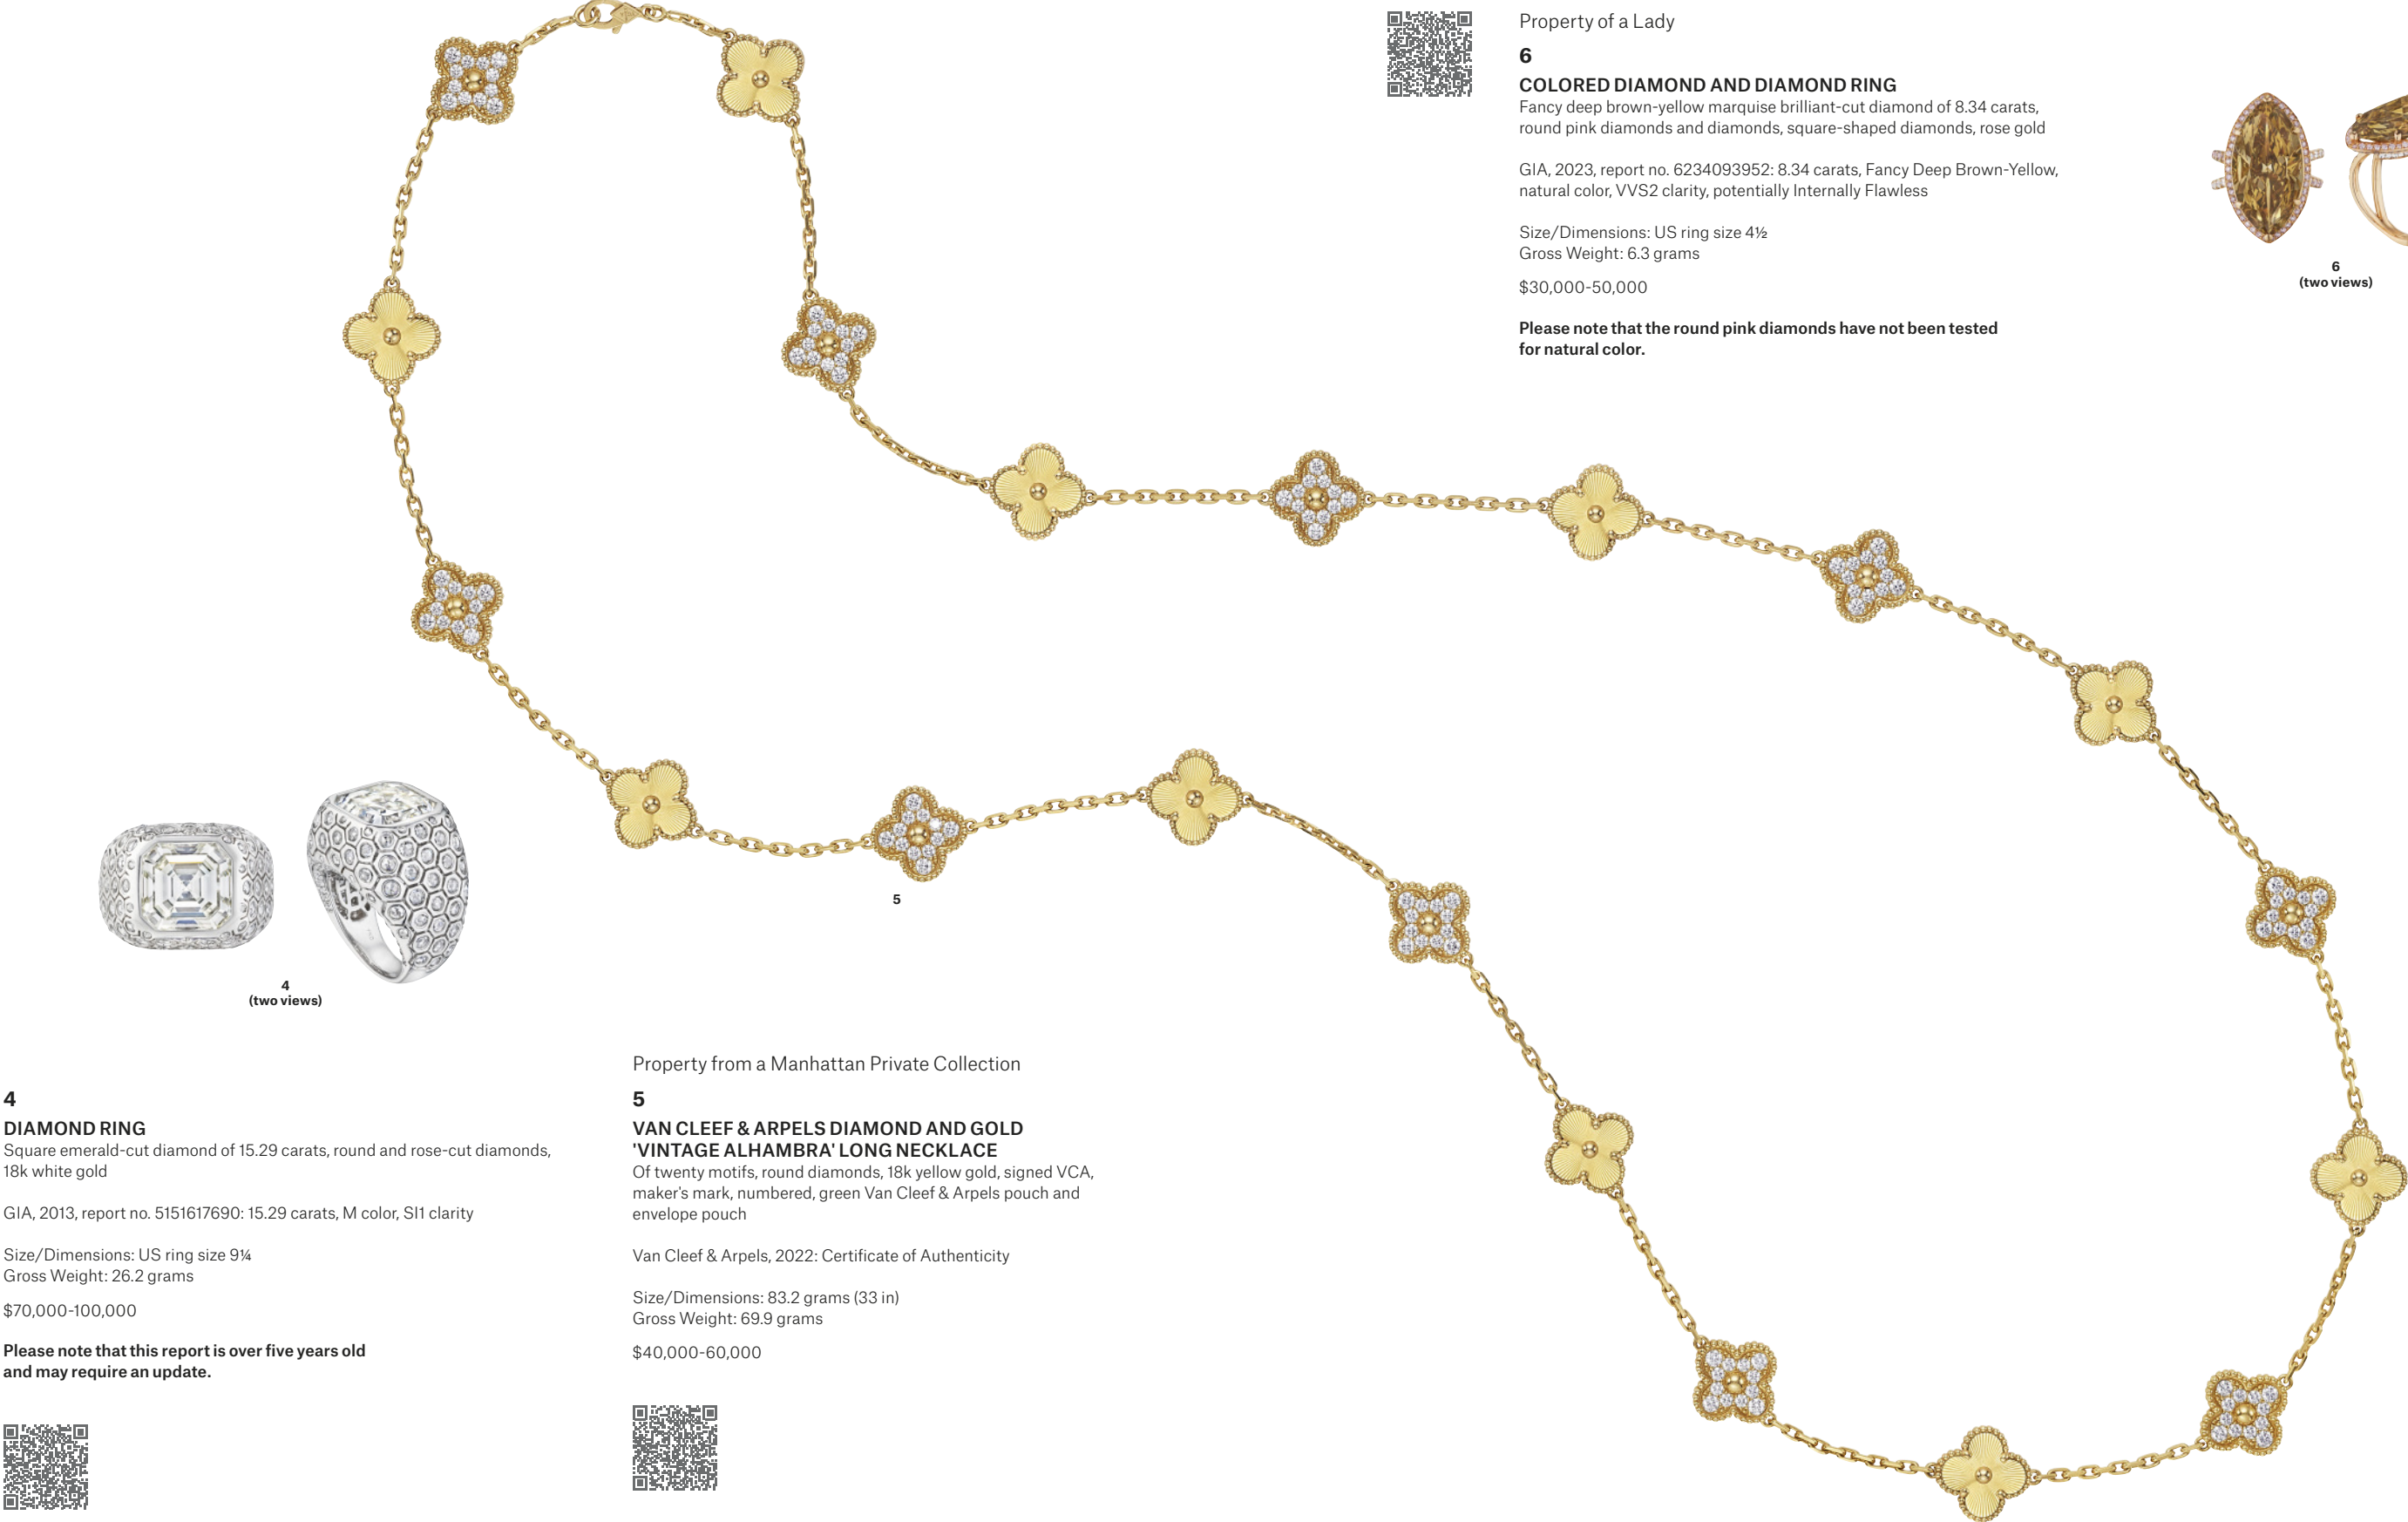 Property of a Lady
6
COLORED DIAMOND AND DIAMOND RING
Fancy deep brown-yellow marquise brilliant-cut diamond of 8.34 carats,
round pink diamonds and diamonds, square-shaped diamonds, rose gold
GIA, 2023, report no. 6234093952: 8.34 carats, Fancy Deep Brown-Yellow,
natural color, VVS2 clarity, potentially Internally Flawless
Size/Dimensions: US ring size 4½
Gross Weight: 6.3 grams
$30,000-50,000
Please note that the round pink diamonds have not been tested
for natural color.
6
(two views)
5
4
(two views)
4
DIAMOND RING
Square emerald-cut diamond of 15.29 carats, round and rose-cut diamonds,
18k white gold
GIA, 2013, report no. 5151617690: 15.29 carats, M color, SI1 clarity
Size/Dimensions: US ring size 9¼
Gross Weight: 26.2 grams
$70,000-100,000
Please note that this report is over five years old
and may require an update.
Property from a Manhattan Private Collection
5
VAN CLEEF & ARPELS DIAMOND AND GOLD
'VINTAGE ALHAMBRA' LONG NECKLACE
Of twenty motifs, round diamonds, 18k yellow gold, signed VCA,
maker's mark, numbered, green Van Cleef & Arpels pouch and
envelope pouch
Van Cleef & Arpels, 2022: Certificate of Authenticity
Size/Dimensions: 83.2 grams (33 in)
Gross Weight: 69.9 grams
$40,000-60,000